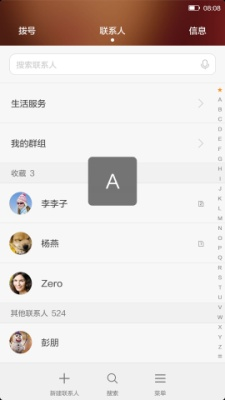 08:08
拨号 联系人 信息
搜索联系人
生活服务
我的群组
收藏 3
A
李李子
杨燕
Zero
其他联系人 524
彭朋
A
B
C
D
E
F
G
H
I
J
K
L
M
N
O
P
Q
R
S
T
U
V
W
X
Y
Z
#
新建联系人 搜索 菜单